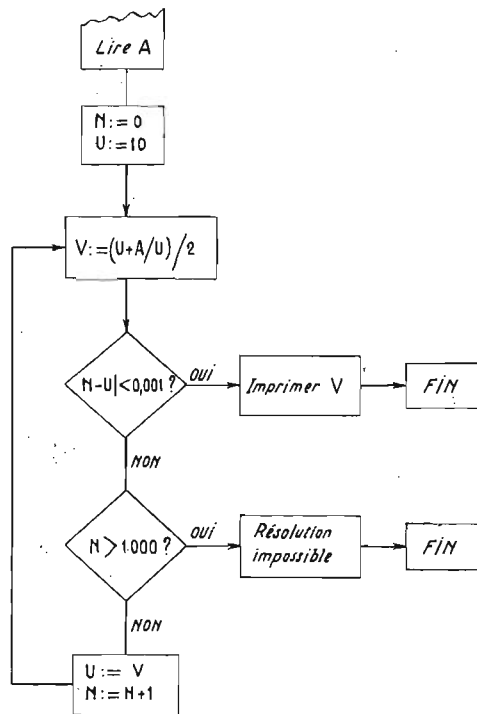 Lire A
N:=0
U:=10
V:=(U+A/U)/2
N-U|<0,001 ?
OUI
Imprimer V
FIN
NON
N>1.000 ?
OUI
Résolution
impossible
FIN
NON
U:= V
N:= N+1